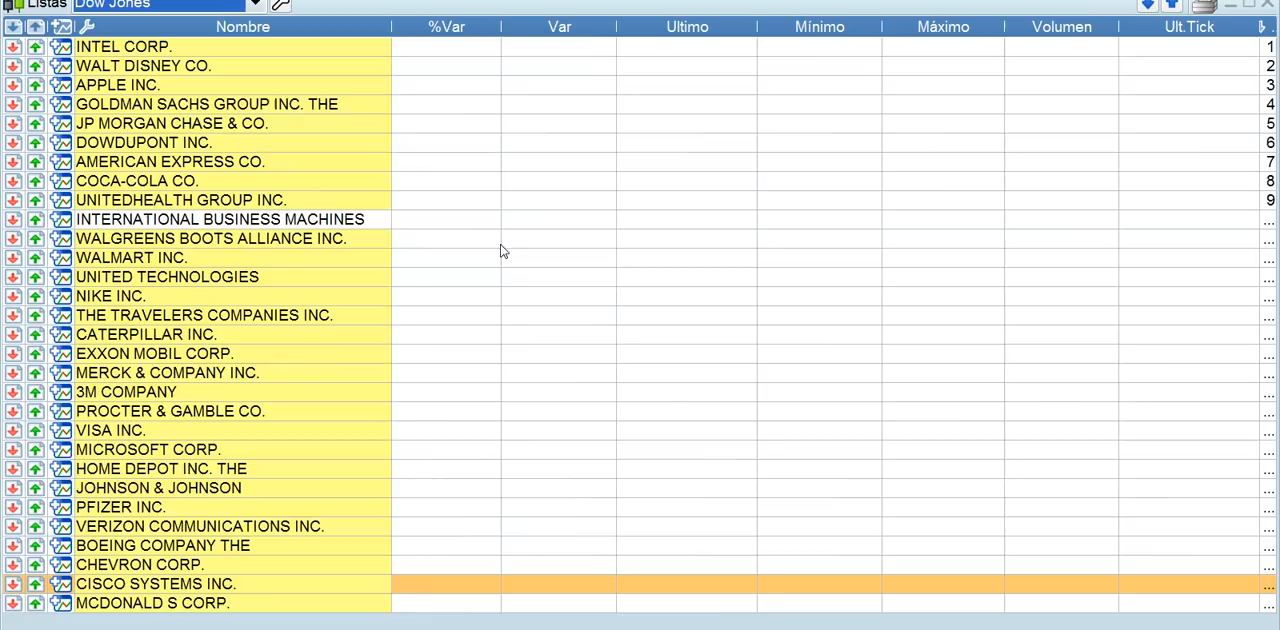 Listas Dow Jones
Nombre %Var Var Ultimo Mínimo Máximo Volumen Ult.Tick
INTEL CORP. 1
WALT DISNEY CO. 2
APPLE INC. 3
GOLDMAN SACHS GROUP INC. THE 4
JP MORGAN CHASE & CO. 5
DOWDUPONT INC. 6
AMERICAN EXPRESS CO. 7
COCA-COLA CO. 8
UNITEDHEALTH GROUP INC. 9
INTERNATIONAL BUSINESS MACHINES ...
WALGREENS BOOTS ALLIANCE INC. ...
WALMART INC. ...
UNITED TECHNOLOGIES ...
NIKE INC. ...
THE TRAVELERS COMPANIES INC. ...
CATERPILLAR INC. ...
EXXON MOBIL CORP. ...
MERCK & COMPANY INC. ...
3M COMPANY ...
PROCTER & GAMBLE CO. ...
VISA INC. ...
MICROSOFT CORP. ...
HOME DEPOT INC. THE ...
JOHNSON & JOHNSON ...
PFIZER INC. ...
VERIZON COMMUNICATIONS INC. ...
BOEING COMPANY THE ...
CHEVRON CORP. ...
CISCO SYSTEMS INC. ...
MCDONALD S CORP. ...